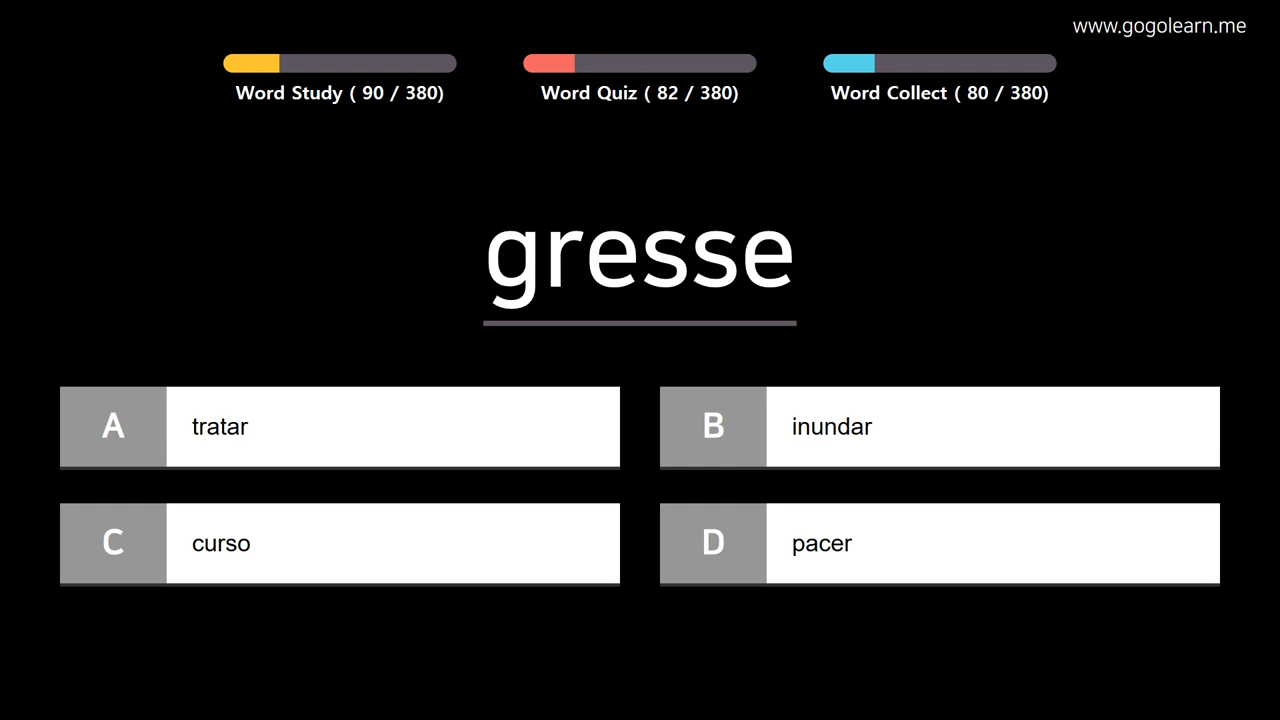 www.gogolearn.me
Word Study ( 90 / 380)
Word Quiz ( 82 / 380)
Word Collect ( 80 / 380)
gresse
A tratar
B inundar
C curso
D pacer